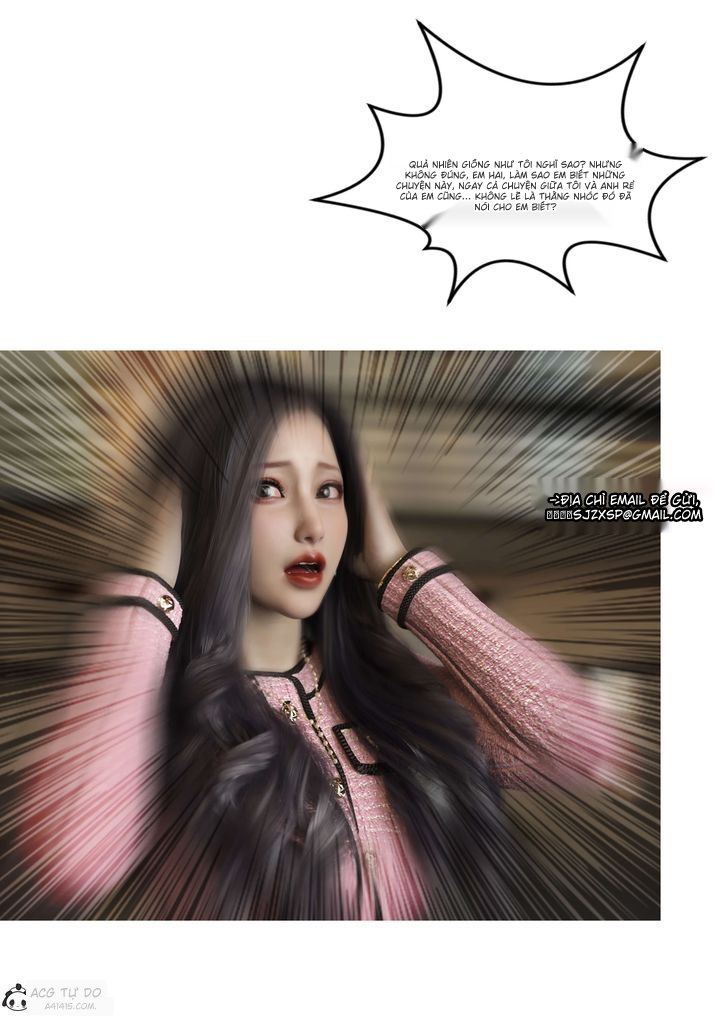 QUẢ NHIÊN GIỐNG NHƯ TÔI NGHĨ SAO? NHƯNG
KHÔNG ĐÚNG, EM HAI, LÀM SAO EM BIẾT NHỮNG
CHUYỆN NÀY, NGAY CẢ CHUYỆN GIỮA TÔI VÀ ANH RỂ
CỦA EM CŨNG... KHÔNG LẼ LÀ THẰNG NHÓC ĐÓ ĐÃ
NÓI CHO EM BIẾT?
->ĐỊA CHỈ EMAIL ĐỂ GỬI,
SJZXSP@GMAIL.COM
ACG TỰ DO
A41415.COM.